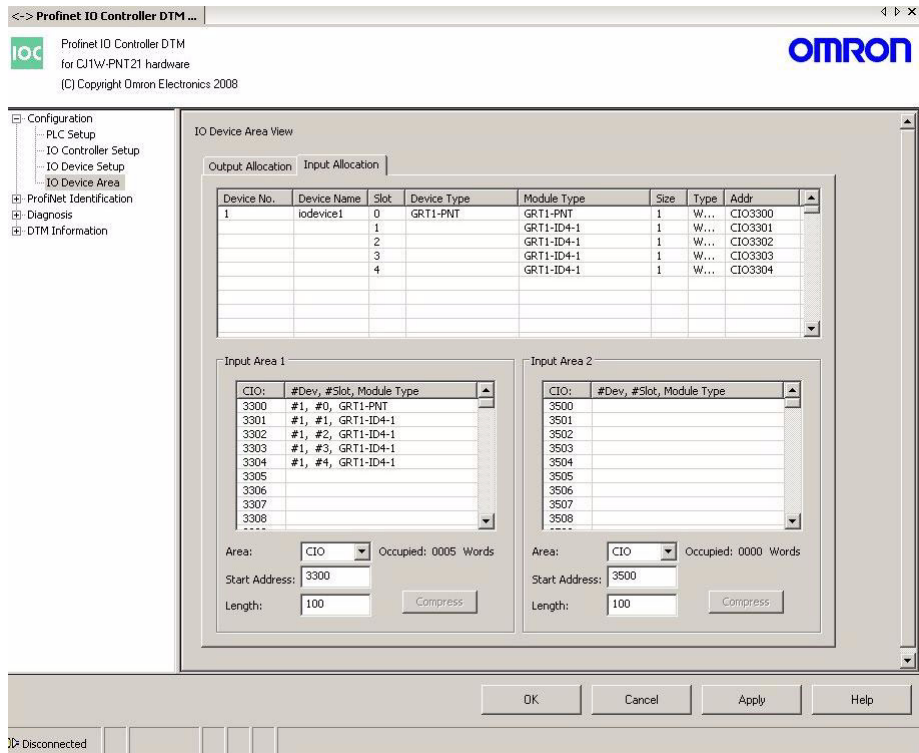 <-> Profinet IO Controller DTM ...
IOC
Profinet IO Controller DTM
for CJ1W-PNT21 hardware
(C) Copyright Omron Electronics 2008
OMRON
Configuration
PLC Setup
IO Controller Setup
IO Device Setup
IO Device Area
ProfiNet Identification
Diagnosis
DTM Information
IO Device Area View
Output Allocation Input Allocation
Device No. Device Name Slot Device Type Module Type Size Type Addr
1 iodevice1 0 GRT1-PNT GRT1-PNT 1 W... CIO3300
1 GRT1-ID4-1 1 W... CIO3301
2 GRT1-ID4-1 1 W... CIO3302
3 GRT1-ID4-1 1 W... CIO3303
4 GRT1-ID4-1 1 W... CIO3304
Input Area 1
CIO: #Dev, #Slot, Module Type
3300 #1, #0, GRT1-PNT
3301 #1, #1, GRT1-ID4-1
3302 #1, #2, GRT1-ID4-1
3303 #1, #3, GRT1-ID4-1
3304 #1, #4, GRT1-ID4-1
3305
3306
3307
3308
Area: CIO Occupied: 0005 Words
Start Address: 3300
Length: 100 Compress
Input Area 2
CIO: #Dev, #Slot, Module Type
3500
3501
3502
3503
3504
3505
3506
3507
3508
Area: CIO Occupied: 0000 Words
Start Address: 3500
Length: 100 Compress
OK Cancel Apply Help
Disconnected